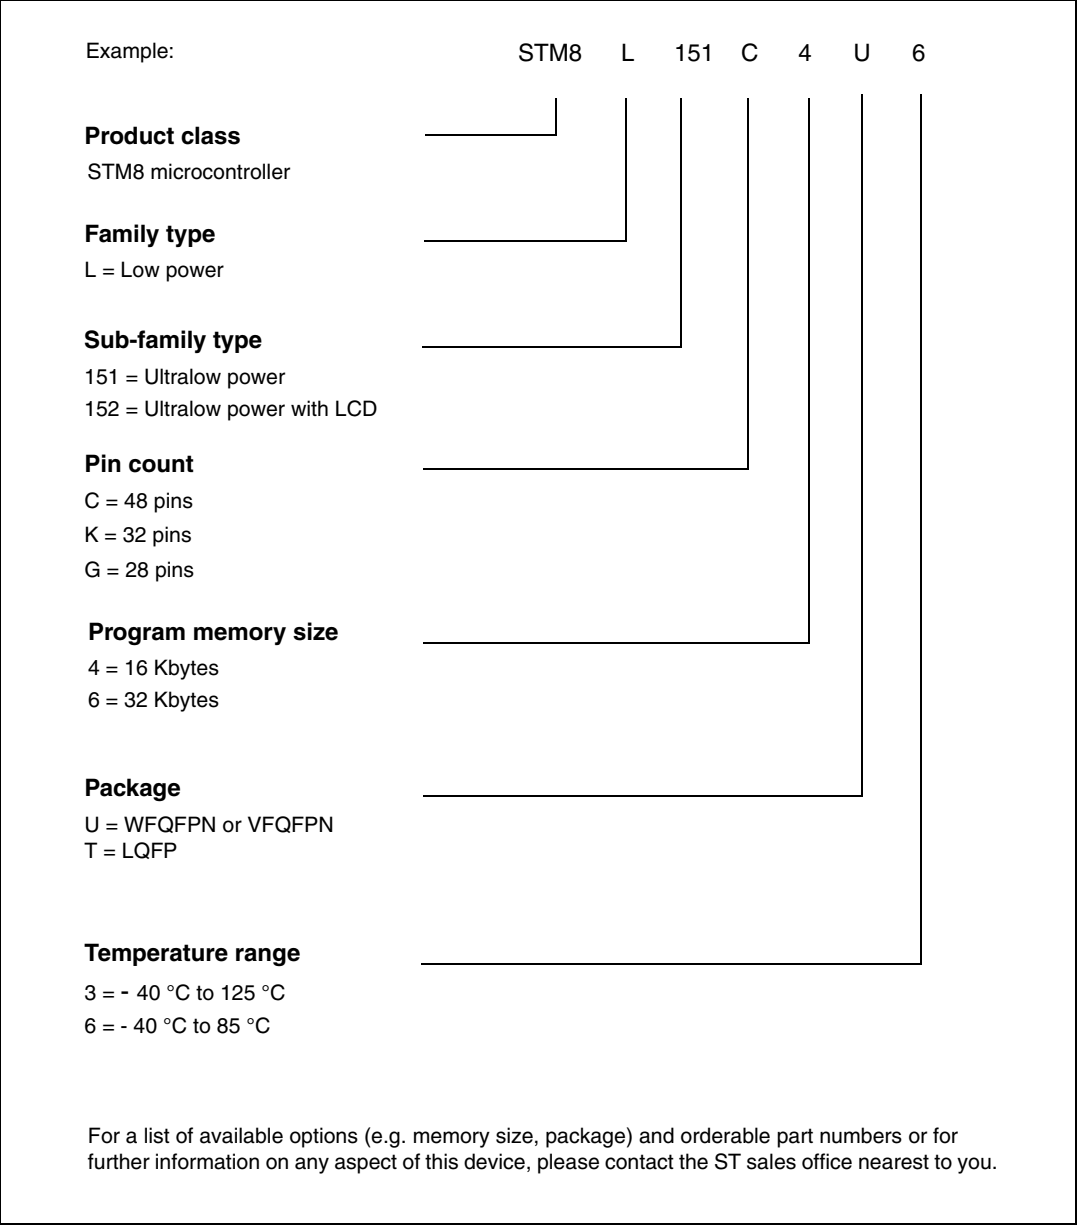 Example: STM8 L 151 C 4 U 6
Product class
STM8 microcontroller
Family type
L = Low power
Sub-family type
151 = Ultralow power
152 = Ultralow power with LCD
Pin count
C = 48 pins
K = 32 pins
G = 28 pins
Program memory size
4 = 16 Kbytes
6 = 32 Kbytes
Package
U = WFQFPN or VFQFPN
T = LQFP
Temperature range
3 = - 40 °C to 125 °C
6 = - 40 °C to 85 °C
For a list of available options (e.g. memory size, package) and orderable part numbers or for
further information on any aspect of this device, please contact the ST sales office nearest to you.